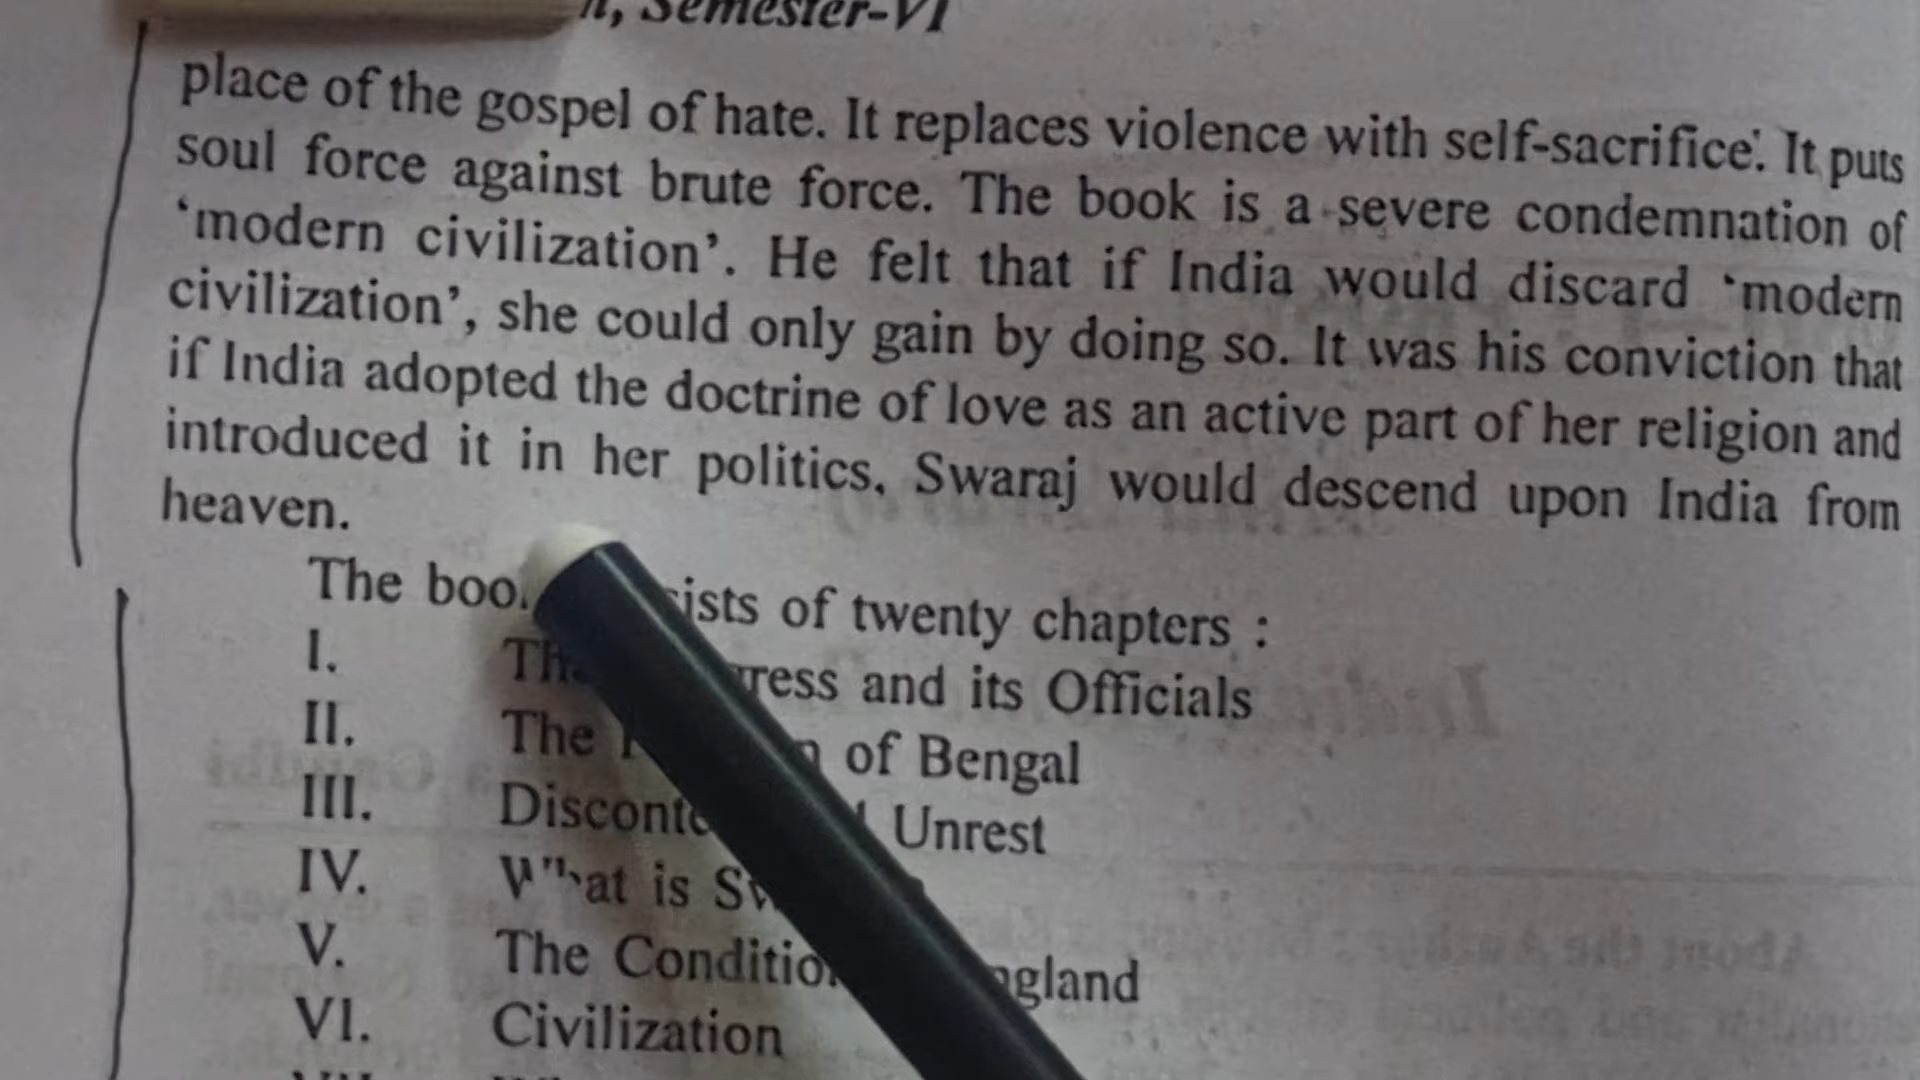 Semester-VI
place of the gospel of hate. It replaces violence with self-sacrifice. It puts
soul force against brute force. The book is a severe condemnation of
‘modern civilization’. He felt that if India would discard ‘modern
civilization’, she could only gain by doing so. It was his conviction that
if India adopted the doctrine of love as an active part of her religion and
introduced it in her politics, Swaraj would descend upon India from
heaven.
The of twenty chapters :
I. and its Officials
II. The of Bengal
III. Unrest
IV. What is
V. The
VI. Civilization